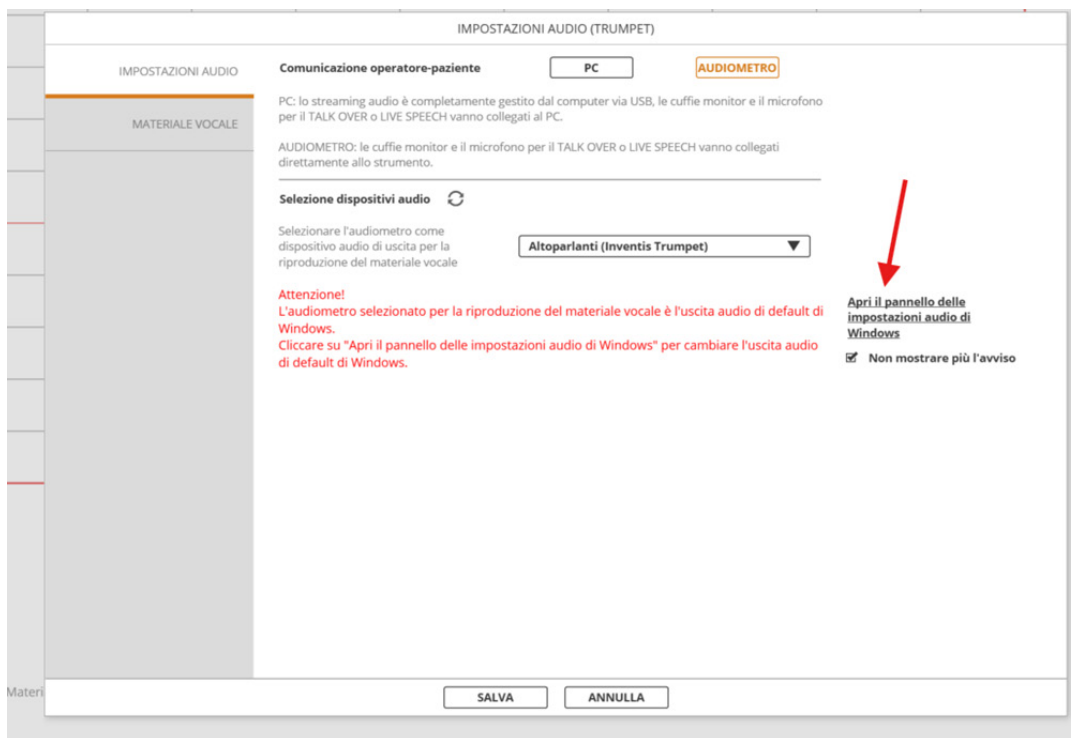 IMPOSTAZIONI AUDIO (TRUMPET)
IMPOSTAZIONI AUDIO
MATERIALE VOCALE
Comunicazione operatore-paziente
PC
AUDIOMETRO
PC: lo streaming audio è completamente gestito dal computer via USB, le cuffie monitor e il microfono
per il TALK OVER o LIVE SPEECH vanno collegati al PC.
AUDIOMETRO: le cuffie monitor e il microfono per il TALK OVER o LIVE SPEECH vanno collegati
direttamente allo strumento.
Selezione dispositivi audio
Selezionare l'audiometro come
dispositivo audio di uscita per la
riproduzione del materiale vocale
Altoparlanti (Inventis Trumpet)
Attenzione!
L'audiometro selezionato per la riproduzione del materiale vocale è l'uscita audio di default di
Windows.
Cliccare su "Apri il pannello delle impostazioni audio di Windows" per cambiare l'uscita audio
di default di Windows.
Apri il pannello delle
impostazioni audio di
Windows
Non mostrare più l'avviso
Materi
SALVA
ANNULLA